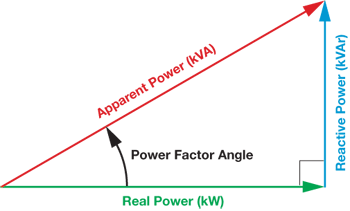 Apparent Power (kVA)
Reactive Power (kVAr)
Power Factor Angle
Real Power (kW)